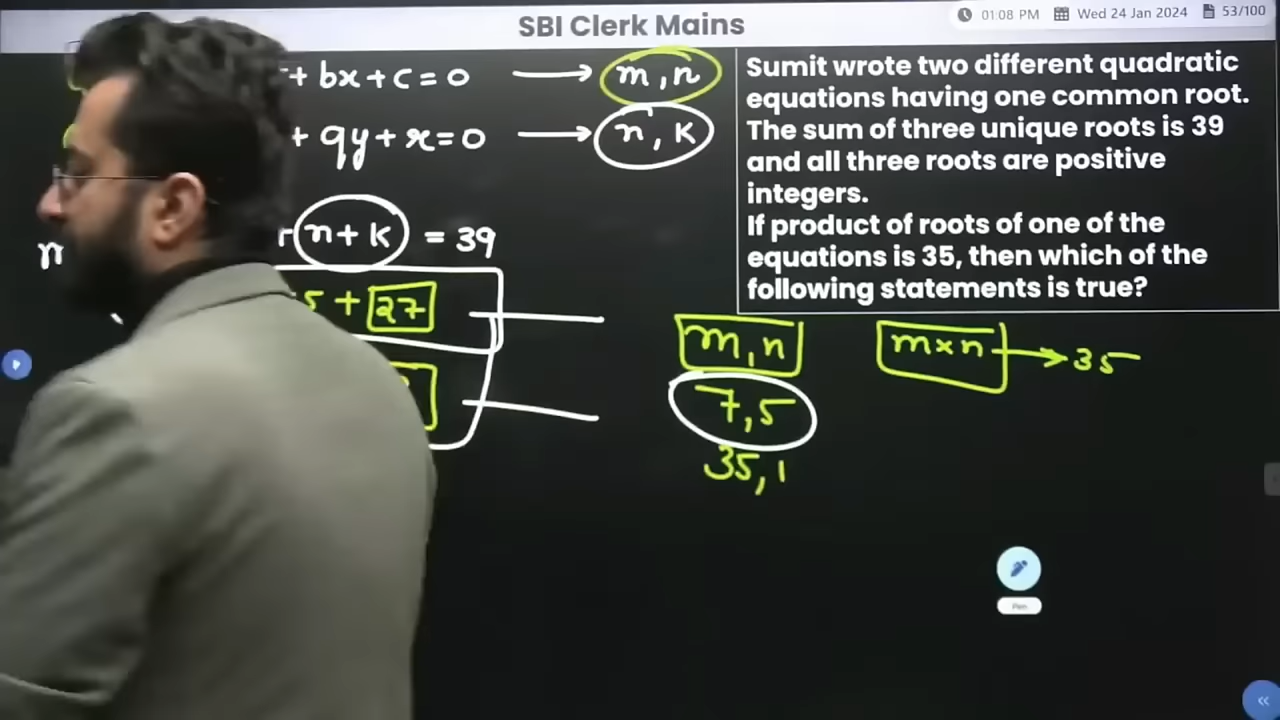 SBI Clerk Mains
01:08 PM Wed 24 Jan 2024 53/100
+ bx + c = 0 → m, n
+ qy + r = 0 → n, k
n + k = 39
m
5 + 27
Sumit wrote two different quadratic
equations having one common root.
The sum of three unique roots is 39
and all three roots are positive
integers.
If product of roots of one of the
equations is 35, then which of the
following statements is true?
m, n
m×n → 35
7, 5
35, 1
Pen